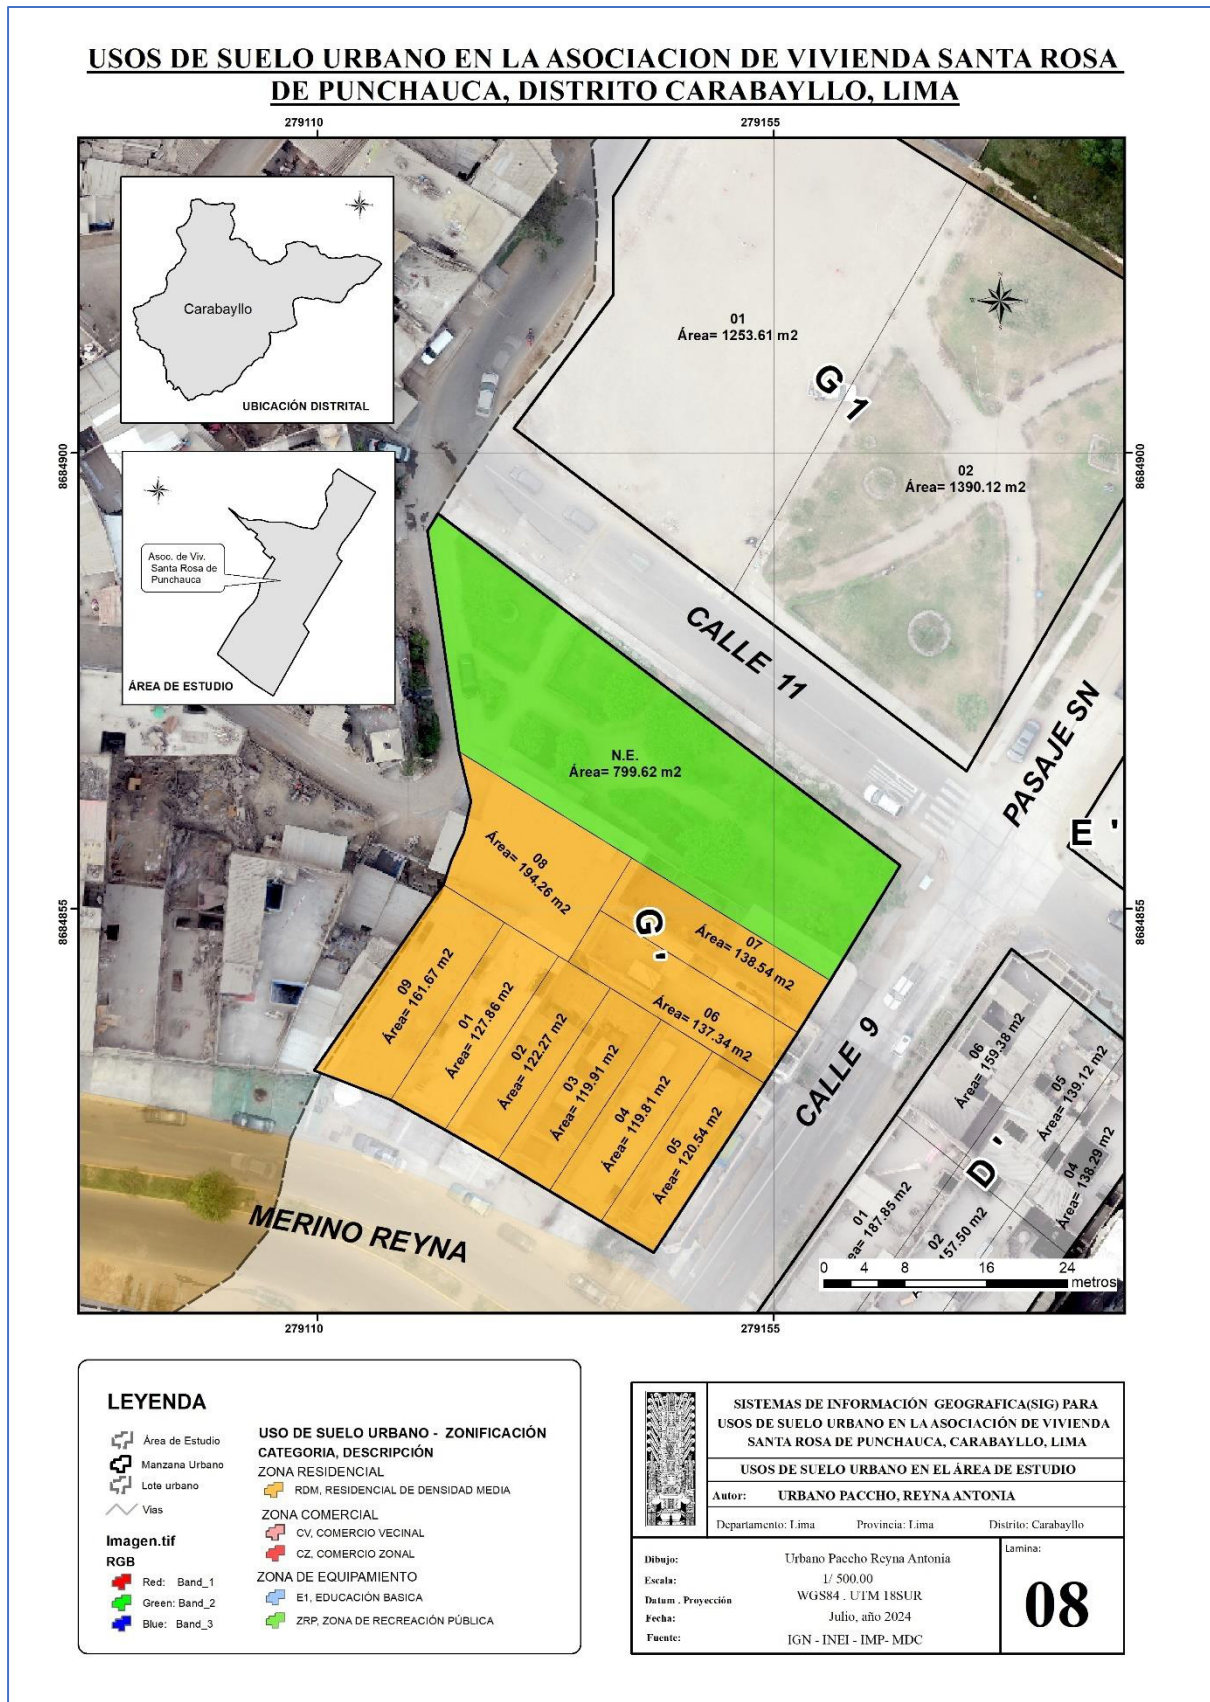 USOS DE SUELO URBANO EN LA ASOCIACION DE VIVIENDA SANTA ROSA
DE PUNCHAUCA, DISTRITO CARABAYLLO, LIMA
279110
279155
8684900
8684900
8684855
8684855
Carabayllo
UBICACIÓN DISTRITAL
Asoc. de Viv.
Santa Rosa de
Punchauca
ÁREA DE ESTUDIO
N
W
E
S
01
Área= 1253.61 m2
G 1
02
Área= 1390.12 m2
CALLE 11
PASAJE SN
E '
N.E.
Área= 799.62 m2
08
Área= 194.26 m2
G '
07
Área= 138.54 m2
06
Área= 137.34 m2
09
Área= 161.67 m2
01
Área= 127.86 m2
02
Área= 122.27 m2
03
Área= 119.91 m2
04
Área= 119.81 m2
05
Área= 120.54 m2
CALLE 9
MERINO REYNA
06
Área= 159.38 m2
05
Área= 139.12 m2
04
Área= 138.29 m2
D '
01
ea= 187.85 m2
02
157.50 m2
0 4 8 16 24
metros
279110
279155
LEYENDA
Área de Estudio
Manzana Urbano
Lote urbano
Vias
Imagen.tif
RGB
Red: Band_1
Green: Band_2
Blue: Band_3
USO DE SUELO URBANO - ZONIFICACIÓN
CATEGORIA, DESCRIPCIÓN
ZONA RESIDENCIAL
RDM, RESIDENCIAL DE DENSIDAD MEDIA
ZONA COMERCIAL
CV, COMERCIO VECINAL
CZ, COMERCIO ZONAL
ZONA DE EQUIPAMIENTO
E1, EDUCACIÓN BASICA
ZRP, ZONA DE RECREACIÓN PÚBLICA
SISTEMAS DE INFORMACIÓN GEOGRAFICA(SIG) PARA
USOS DE SUELO URBANO EN LA ASOCIACIÓN DE VIVIENDA
SANTA ROSA DE PUNCHAUCA, CARABAYLLO, LIMA
USOS DE SUELO URBANO EN EL ÁREA DE ESTUDIO
Autor: URBANO PACCHO, REYNA ANTONIA
Departamento: Lima Provincia: Lima Distrito: Carabayllo
Dibujo: Urbano Paccho Reyna Antonia
Escala: 1/ 500.00
Datum . Proyección WGS84 . UTM 18SUR
Fecha: Julio, año 2024
Fuente: IGN - INEI - IMP- MDC
Lamina:
08